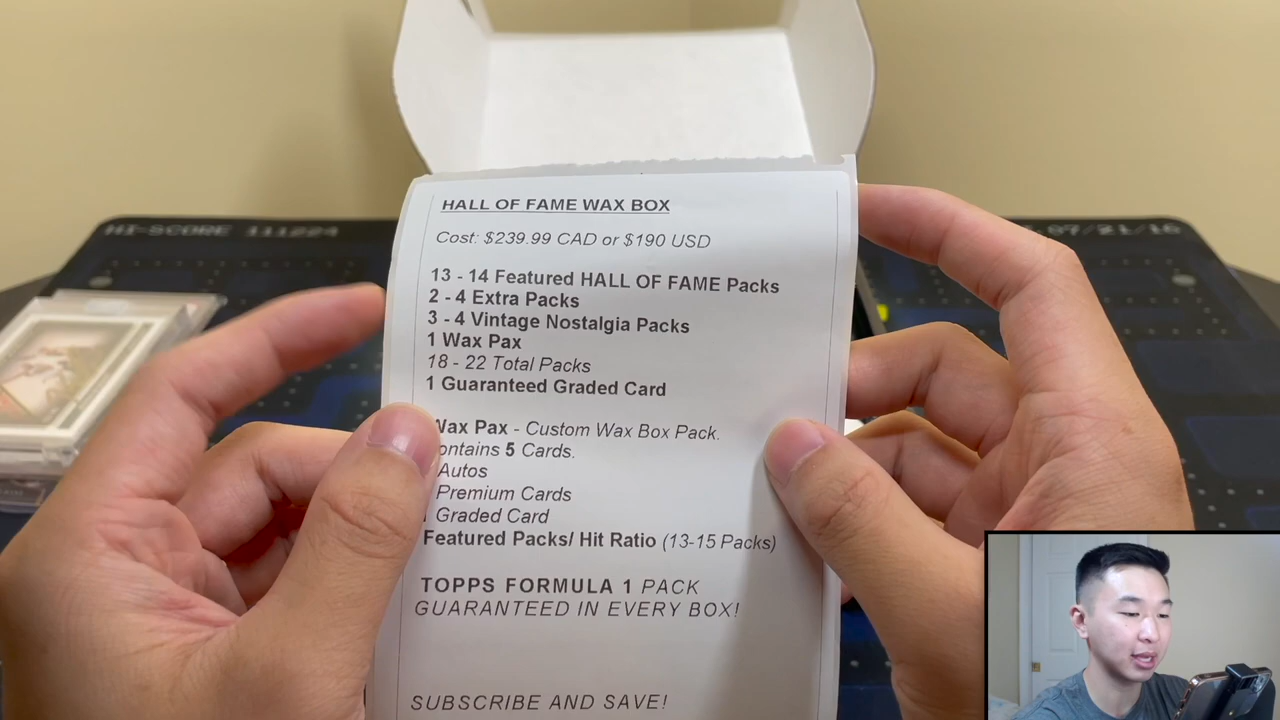 HI-SCORE 111224
HALL OF FAME WAX BOX
Cost: $239.99 CAD or $190 USD
13 - 14 Featured HALL OF FAME Packs
2 - 4 Extra Packs
3 - 4 Vintage Nostalgia Packs
1 Wax Pax
18 - 22 Total Packs
1 Guaranteed Graded Card
Wax Pax - Custom Wax Box Pack.
ontains 5 Cards.
Autos
Premium Cards
Graded Card
Featured Packs/ Hit Ratio (13-15 Packs)
TOPPS FORMULA 1 PACK
GUARANTEED IN EVERY BOX!
SUBSCRIBE AND SAVE!